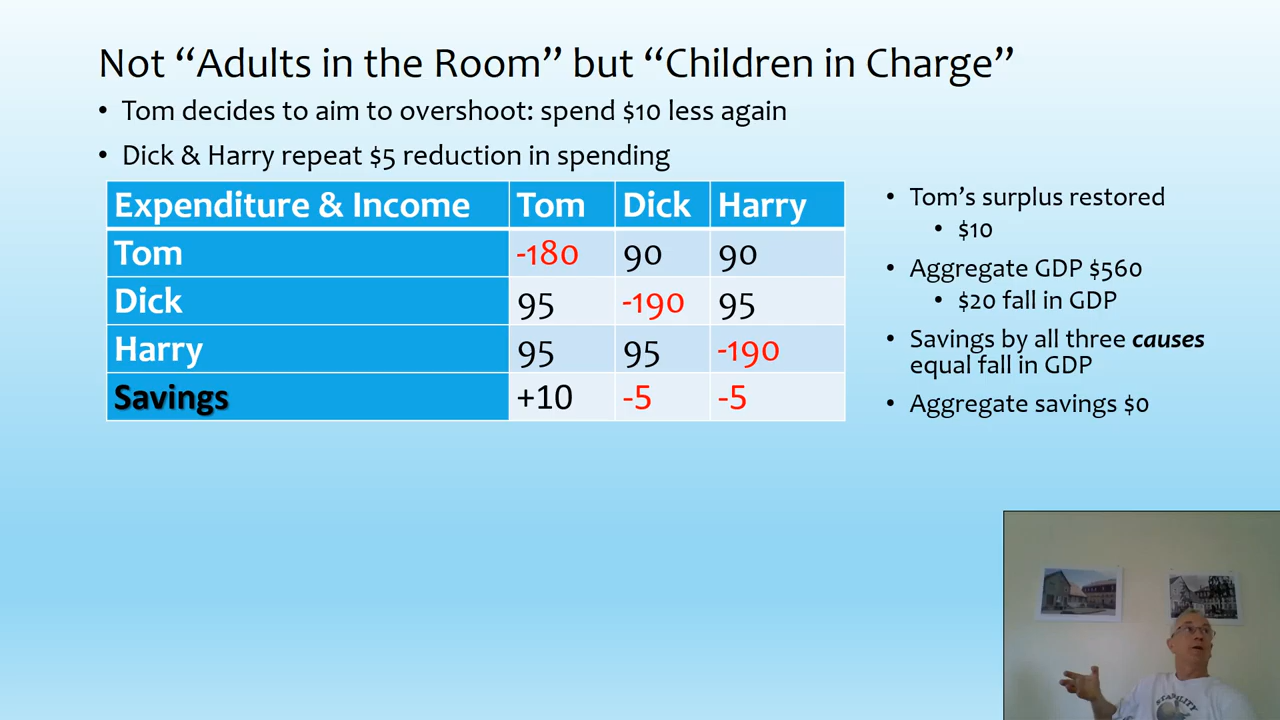 Not “Adults in the Room” but “Children in Charge”
• Tom decides to aim to overshoot: spend $10 less again
• Dick & Harry repeat $5 reduction in spending
Expenditure & Income Tom Dick Harry
Tom -180 90 90
Dick 95 -190 95
Harry 95 95 -190
Savings +10 -5 -5
• Tom’s surplus restored
• $10
• Aggregate GDP $560
• $20 fall in GDP
• Savings by all three causes
equal fall in GDP
• Aggregate savings $0
STABILITY